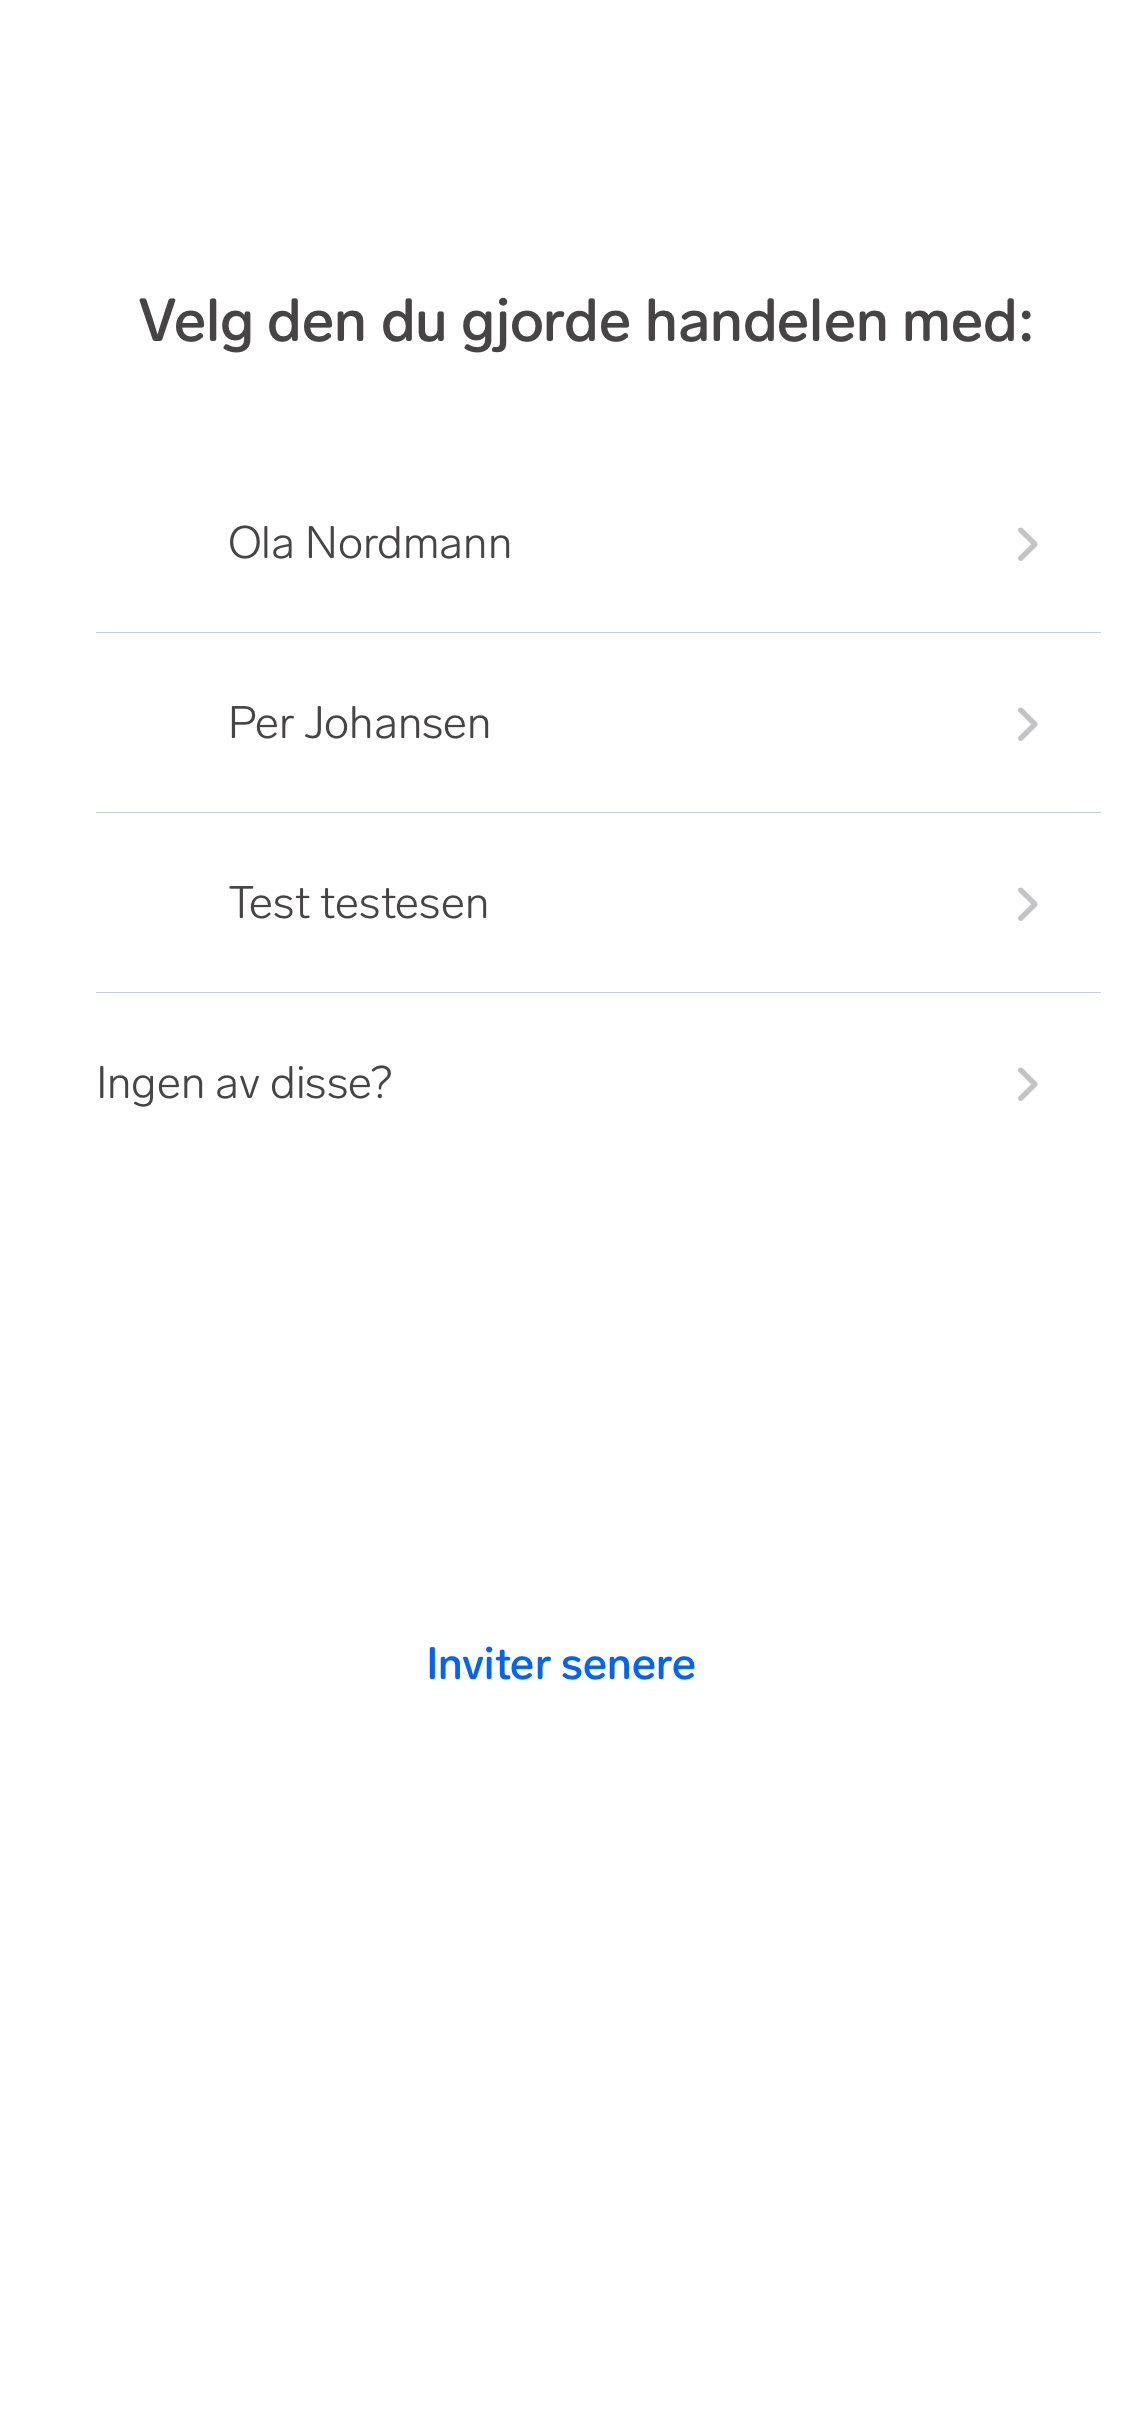 Velg den du gjorde handelen med:
Ola Nordmann
Per Johansen
Test testesen
Ingen av disse?
Inviter senere